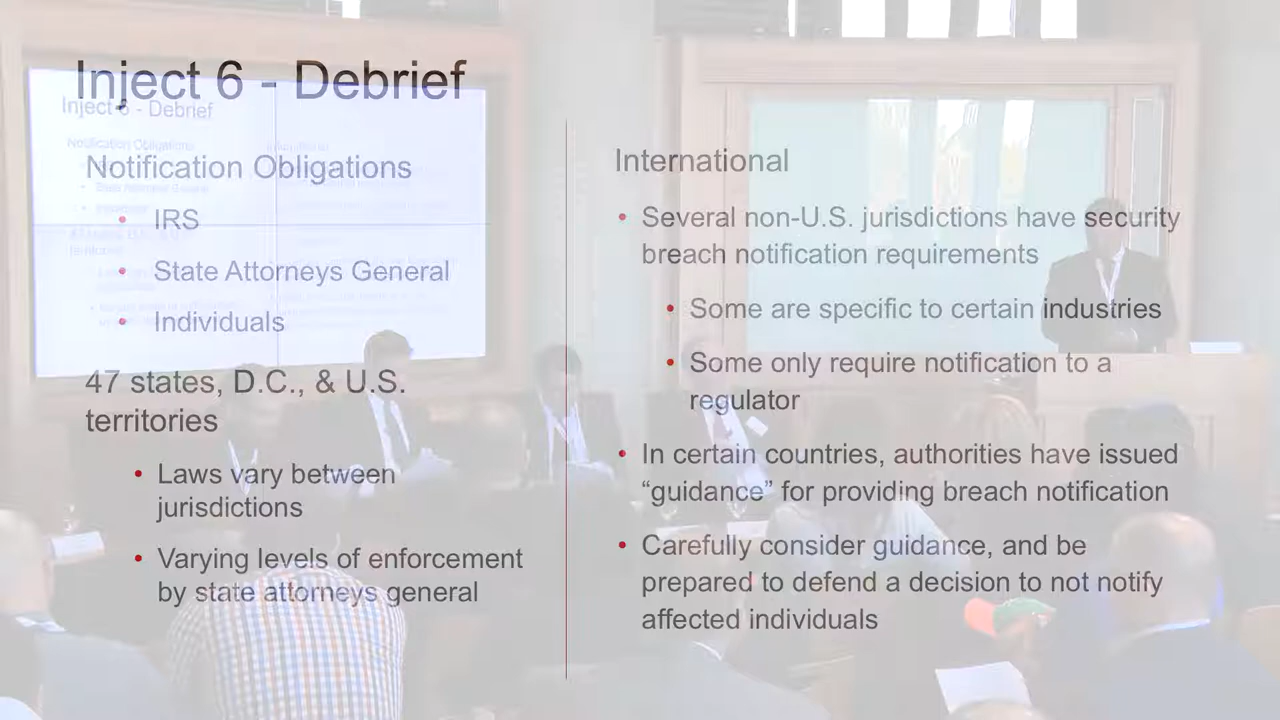 Inject 6 - Debrief
Notification Obligations
• IRS
• State Attorneys General
• Individuals
47 states, D.C., & U.S.
territories
• Laws vary between
jurisdictions
• Varying levels of enforcement
by state attorneys general
International
• Several non-U.S. jurisdictions have security
breach notification requirements
• Some are specific to certain industries
• Some only require notification to a
regulator
• In certain countries, authorities have issued
“guidance” for providing breach notification
• Carefully consider guidance, and be
prepared to defend a decision to not notify
affected individuals
Inject 6 - Debrief
Notification Obligations